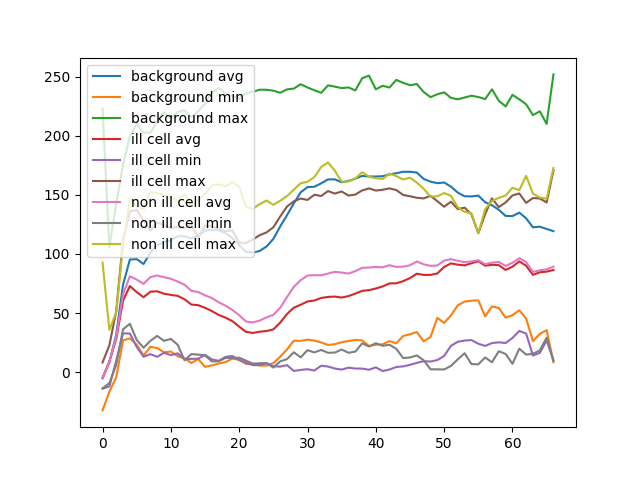 250
200
150
100
50
0
background avg
background min
background max
ill cell avg
ill cell min
ill cell max
non ill cell avg
non ill cell min
non ill cell max
0 10 20 30 40 50 60